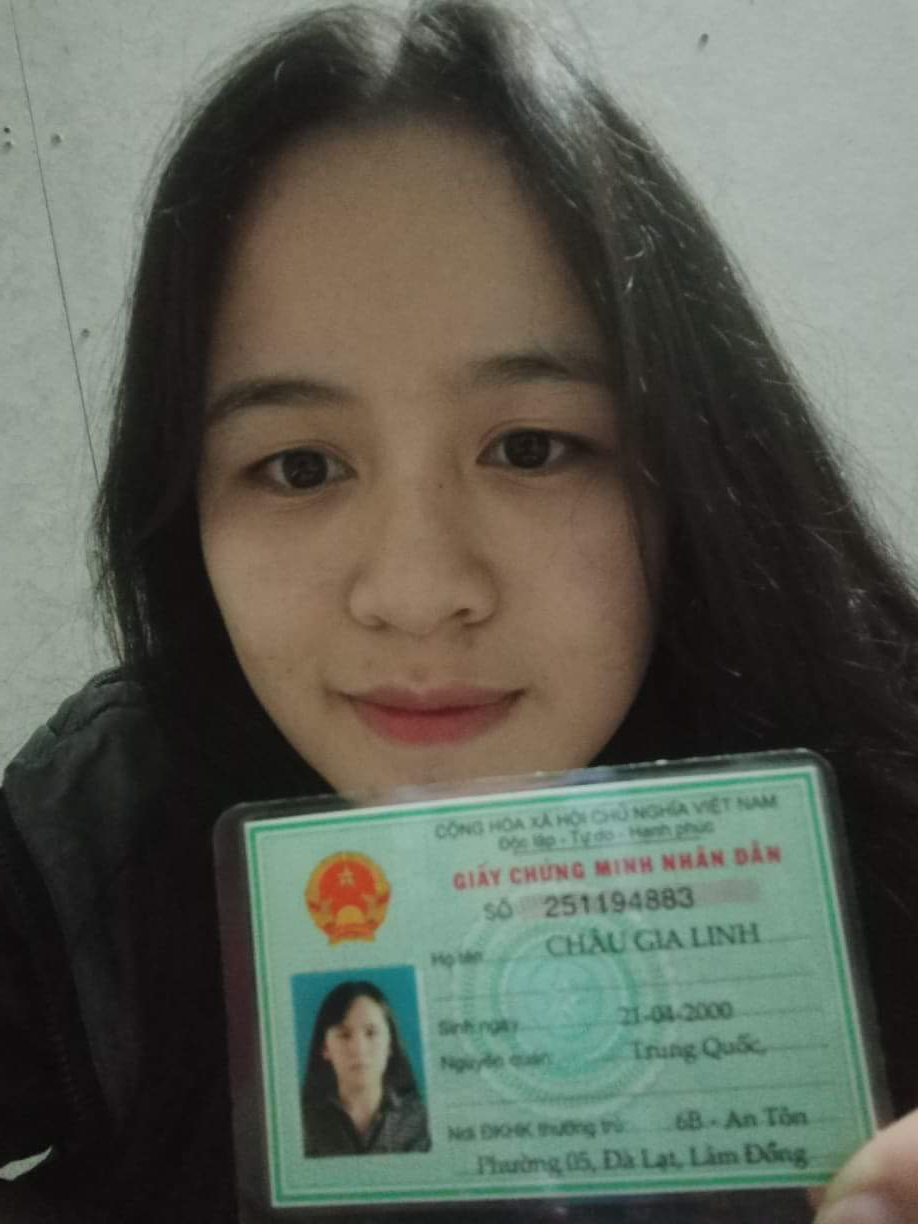 CỘNG HÒA XÃ HỘI CHỦ NGHĨA VIỆT NAM
Độc lập - Tự do - Hạnh phúc
GIẤY CHỨNG MINH NHÂN DÂN
SỐ 251194883
Họ tên CHÂU GIA LINH
Sinh ngày 21-04-2000
Nguyên quán Trung Quốc,
Nơi ĐKHK thường trú 6B - An Tôn
Phường 05, Đà Lạt, Lâm Đồng